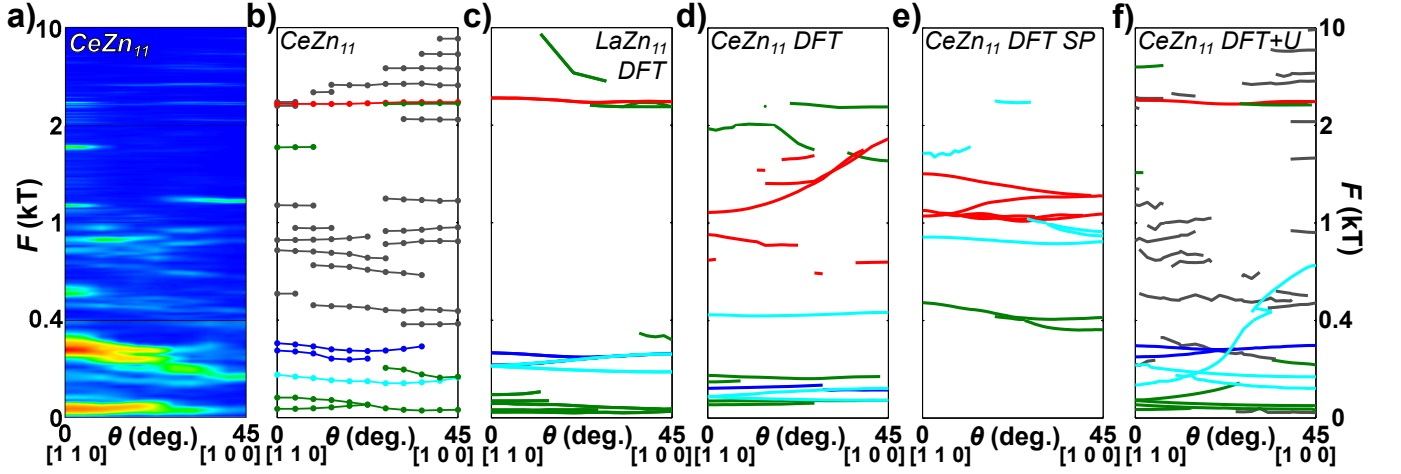 a) b) c) d) e) f)
10 CeZn11 CeZn11 LaZn11 CeZn11 DFT CeZn11 DFT SP CeZn11 DFT+U 10
DFT
2 2
F (kT) F (kT)
1 1
0.4 0.4
0 0
0 θ (deg.) 45 0 θ (deg.) 45 0 θ (deg.) 45 0 θ (deg.) 45 0 θ (deg.) 45 0 θ (deg.) 45
[1 1 0] [1 0 0] [1 1 0] [1 0 0] [1 1 0] [1 0 0] [1 1 0] [1 0 0] [1 1 0] [1 0 0] [1 1 0] [1 0 0]